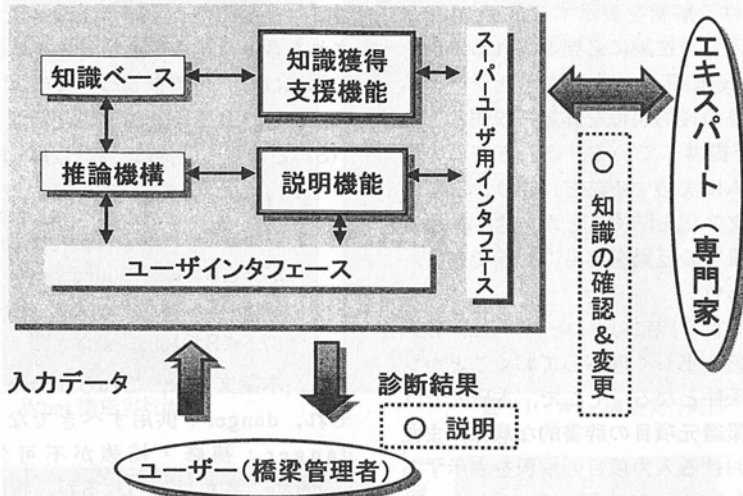 知識ベース
知識獲得
支援機能
推論機構
説明機能
ユーザインタフェース
スーパーユーザ用インタフェース
エキスパート（専門家）
○ 知識の確認&変更
入力データ
診断結果
○ 説明
ユーザー(橋梁管理者)